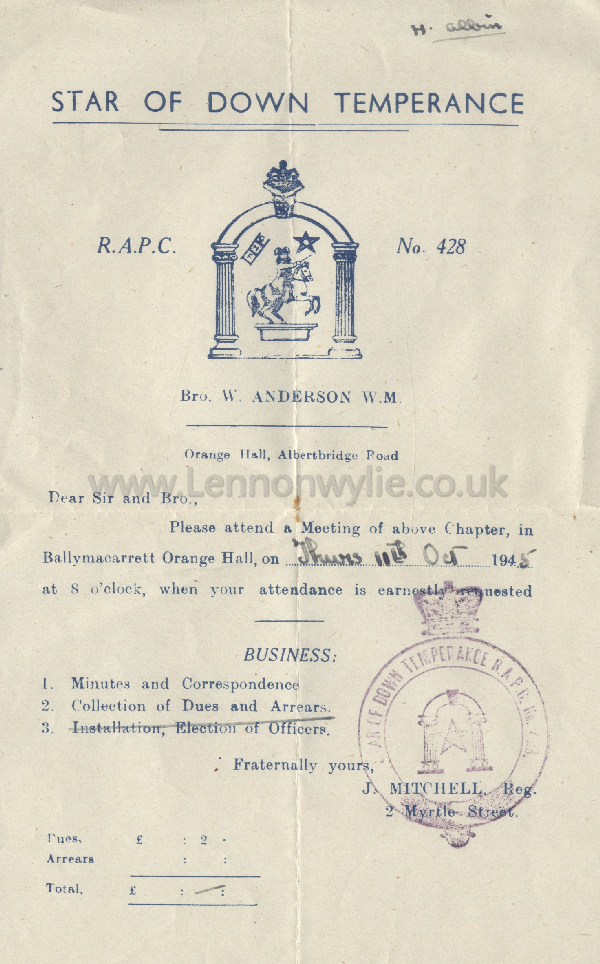 H. Albin
STAR OF DOWN TEMPERANCE
R.A.P.C. No. 428
Bro. W. ANDERSON W.M.
Orange Hall, Albertbridge Road
www.Lennonwylie.co.uk
Dear Sir and Bro.,
Please attend a Meeting of above Chapter, in
Ballymacarrett Orange Hall, on Thurs 11th Oct 1945
at 8 o'clock, when your attendance is earnestly requested
BUSINESS:
1. Minutes and Correspondence
2. Collection of Dues and Arrears.
3. Installation, Election of Officers.
Fraternally yours,
J. MITCHELL, Reg.
2 Myrtle Street.
STAR OF DOWN TEMPERANCE R.A.P.C. No.
Dues, £ : 2 .
Arrears : :
Total, £ : — :